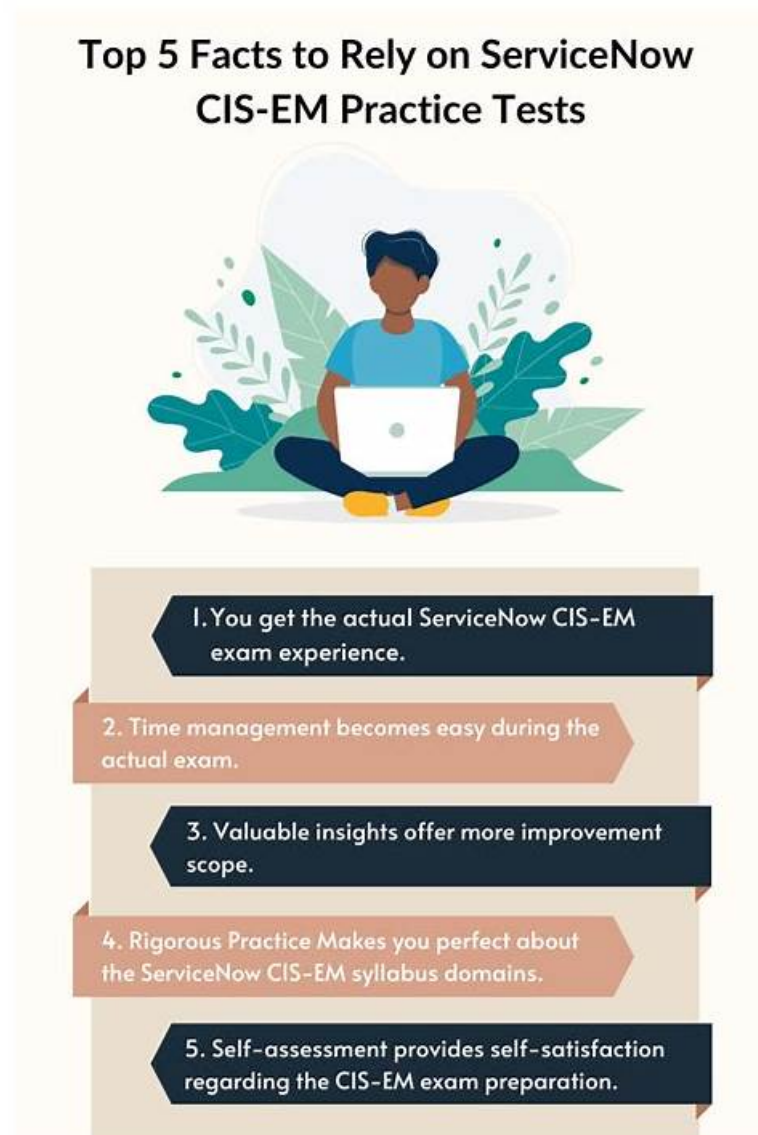 Top 5 Facts to Rely on ServiceNow
CIS-EM Practice Tests
1. You get the actual ServiceNow CIS-EM
exam experience.
2. Time management becomes easy during the
actual exam.
3. Valuable insights offer more improvement
scope.
4. Rigorous Practice Makes you perfect about
the ServiceNow CIS-EM syllabus domains.
5. Self-assessment provides self-satisfaction
regarding the CIS-EM exam preparation.